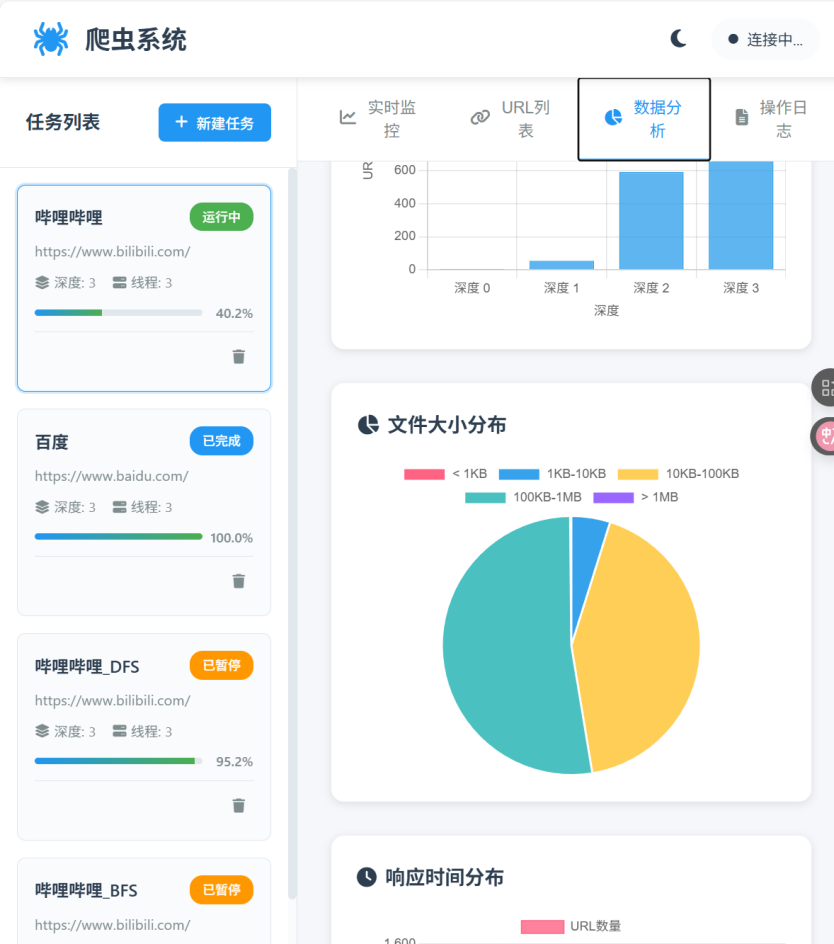 爬虫系统
连接中...
任务列表
+ 新建任务
实时监
控
URL列
表
数据分
析
操作日
志
哔哩哔哩
运行中
https://www.bilibili.com/
深度: 3 线程: 3
40.2%
百度
已完成
https://www.baidu.com/
深度: 3 线程: 3
100.0%
哔哩哔哩_DFS
已暂停
https://www.bilibili.com/
深度: 3 线程: 3
95.2%
哔哩哔哩_BFS
已暂停
https://www.bilibili.com/
UR
600
400
200
0
深度 0 深度 1 深度 2 深度 3
深度
文件大小分布
< 1KB 1KB-10KB 10KB-100KB
100KB-1MB > 1MB
响应时间分布
URL数量
1,600
中